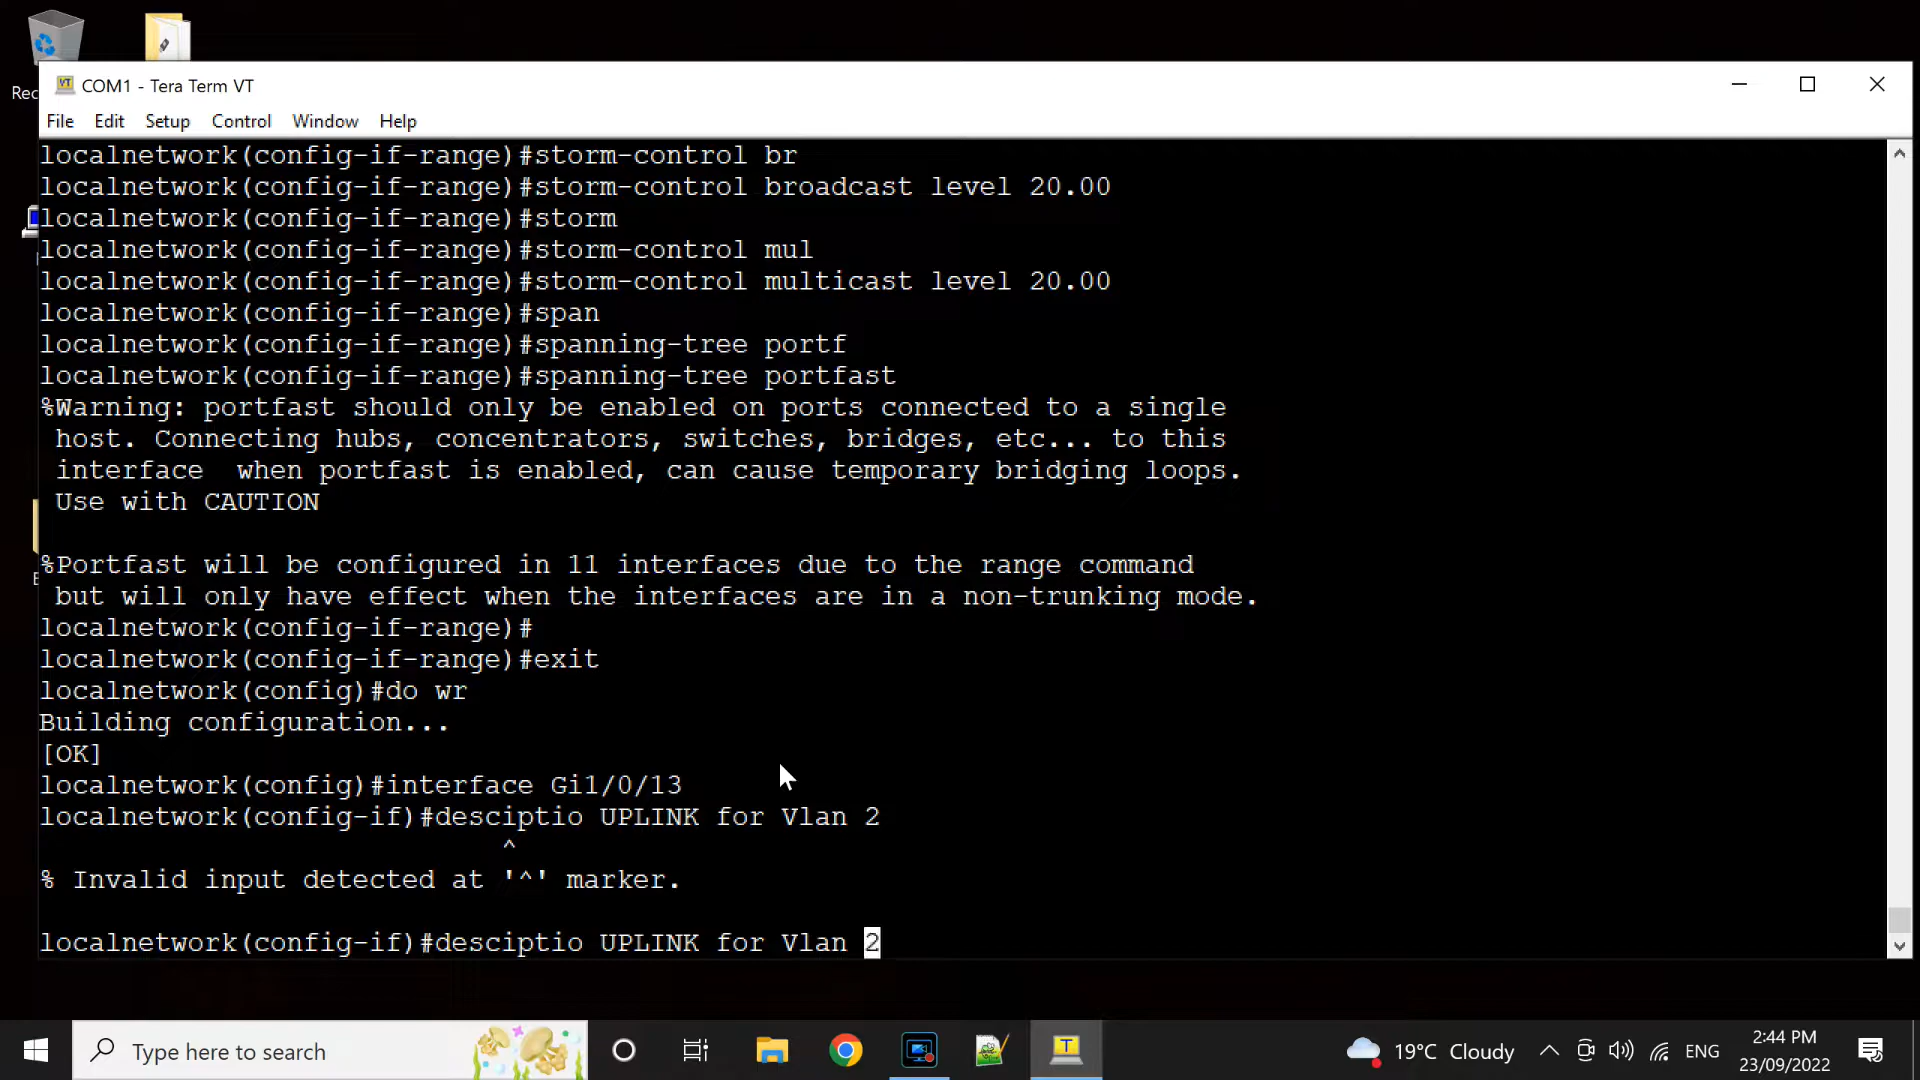 Rec
COM1 - Tera Term VT
File Edit Setup Control Window Help
localnetwork(config-if-range)#storm-control br
localnetwork(config-if-range)#storm-control broadcast level 20.00
localnetwork(config-if-range)#storm
localnetwork(config-if-range)#storm-control mul
localnetwork(config-if-range)#storm-control multicast level 20.00
localnetwork(config-if-range)#span
localnetwork(config-if-range)#spanning-tree portf
localnetwork(config-if-range)#spanning-tree portfast
%Warning: portfast should only be enabled on ports connected to a single
host. Connecting hubs, concentrators, switches, bridges, etc... to this
interface  when portfast is enabled, can cause temporary bridging loops.
Use with CAUTION
%Portfast will be configured in 11 interfaces due to the range command
but will only have effect when the interfaces are in a non-trunking mode.
localnetwork(config-if-range)#
localnetwork(config-if-range)#exit
localnetwork(config)#do wr
Building configuration...
[OK]
localnetwork(config)#interface Gi1/0/13
localnetwork(config-if)#desciptio UPLINK for Vlan 2
^
% Invalid input detected at '^' marker.
localnetwork(config-if)#desciptio UPLINK for Vlan 2
Type here to search
19°C Cloudy
ENG
2:44 PM
23/09/2022